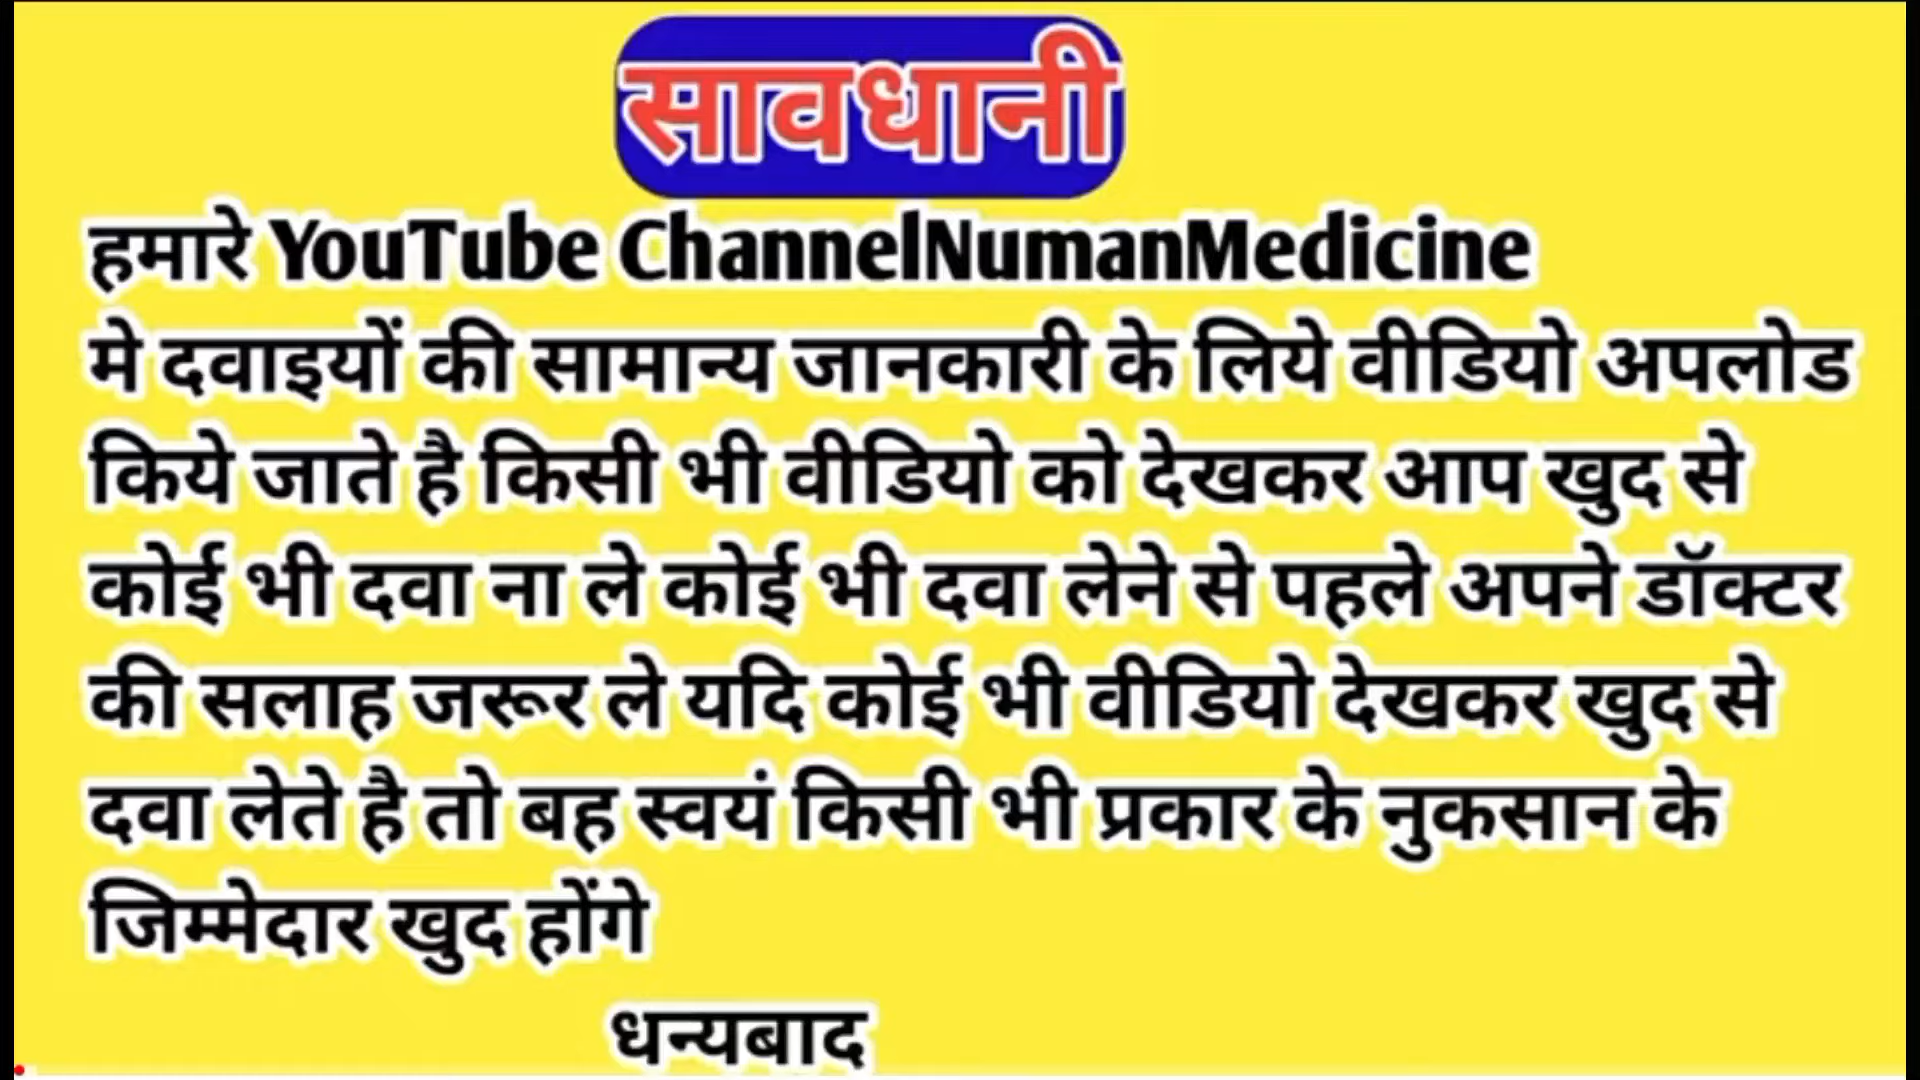 सावधानी
हमारे YouTube ChannelNumanMedicine
मे दवाइयों की सामान्य जानकारी के लिये वीडियो अपलोड
किये जाते है किसी भी वीडियो को देखकर आप खुद से
कोई भी दवा ना ले कोई भी दवा लेने से पहले अपने डॉक्टर
की सलाह जरूर ले यदि कोई भी वीडियो देखकर खुद से
दवा लेते है तो बह स्वयं किसी भी प्रकार के नुकसान के
जिम्मेदार खुद होंगे
धन्यबाद